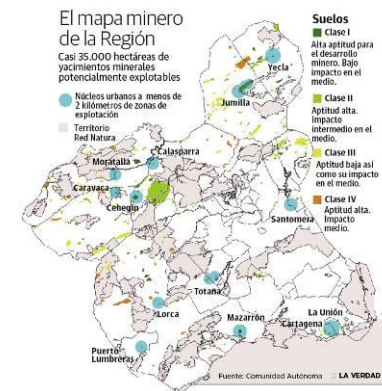 El mapa minero
de la Región
Casi 35.000 hectáreas de
yacimientos minerales
potencialmente explotables
Núcleos urbanos a menos de
2 kilómetros de zonas de
explotación
Territorio
Red Natura
Suelos
Clase I
Alta aptitud para
el desarrollo
minero. Bajo
impacto en el
medio.
Clase II
Aptitud alta.
Impacto
intermedio en el
medio.
Clase III
Aptitud baja así
como su impacto
en el medio.
Clase IV
Aptitud alta.
Impacto
medio.
Yecla
Jumilla
Calasparra
Moratalla
Caravaca
Cehegín
Santomera
Totana
Lorca
Mazarrón
La Unión
Cartagena
Puerto
Lumbreras
Fuente: Comunidad Autónoma :: LA VERDAD